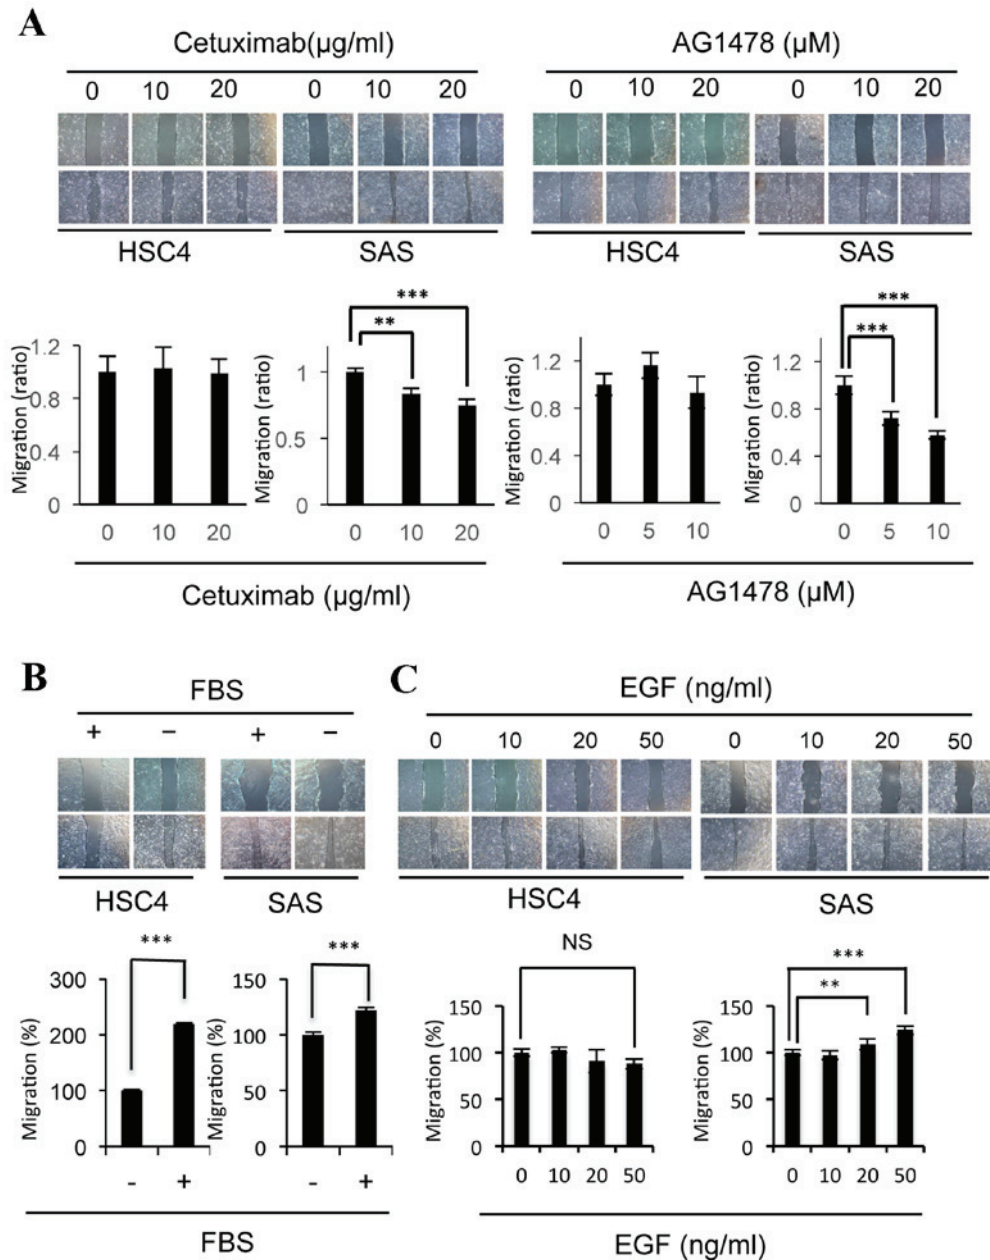 A
Cetuximab(μg/ml)
AG1478 (μM)
0 10 20 0 10 20
0 10 20 0 10 20
HSC4
SAS
HSC4
SAS
Migration (ratio)
1.2
0.8
0.4
0
0 10 20
Migration (ratio)
***
**
1
0.5
0
0 10 20
Cetuximab (μg/ml)
Migration (ratio)
1.2
0.8
0.4
0
0 5 10
Migration (ratio)
***
***
1.2
0.8
0.4
0
0 5 10
AG1478 (μM)
B
FBS
+ − + −
HSC4
SAS
***
Migration (%)
300
200
100
0
- +
***
Migration (%)
150
100
50
0
- +
FBS
C
EGF (ng/ml)
0 10 20 50 0 10 20 50
HSC4
SAS
NS
Migration (%)
150
100
50
0
0 10 20 50
***
**
Migration (%)
150
100
50
0
0 10 20 50
EGF (ng/ml)